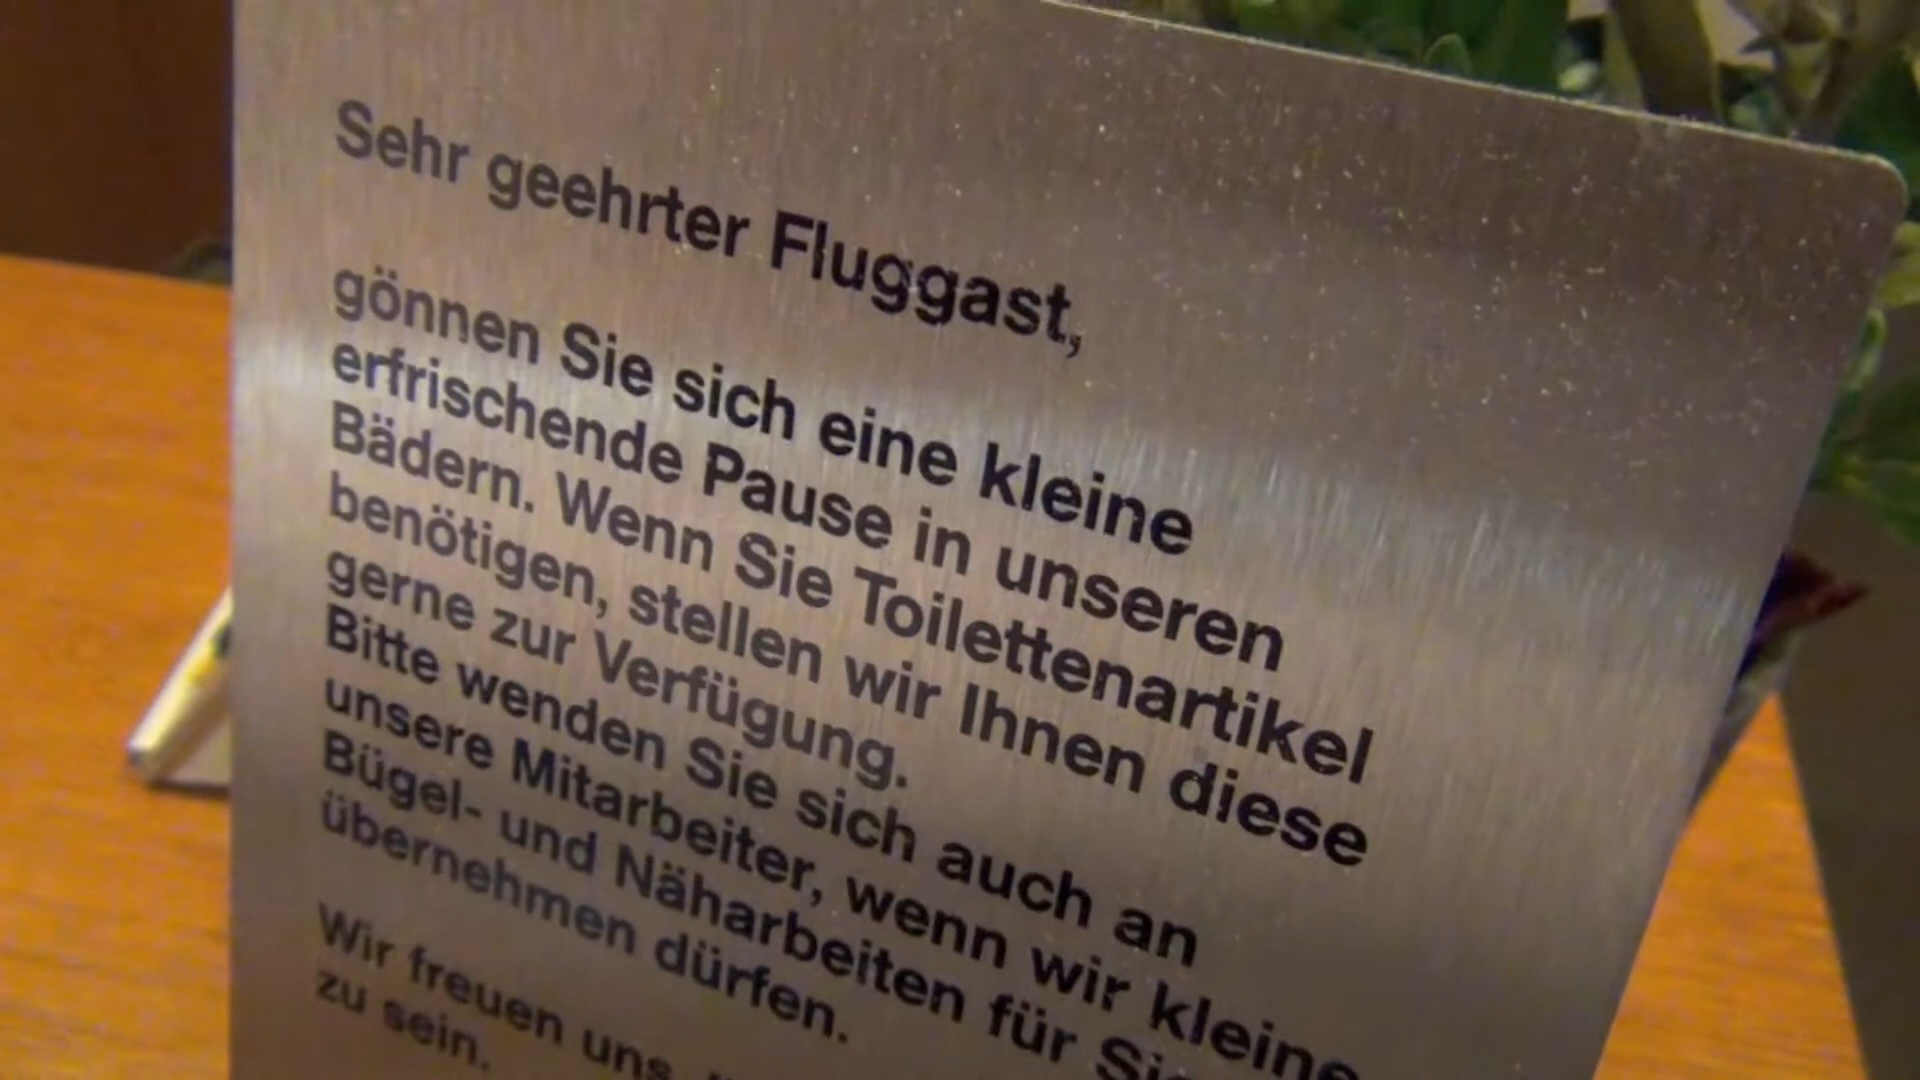 Sehr geehrter Fluggast,
gönnen Sie sich eine kleine
erfrischende Pause in unseren
Bädern. Wenn Sie Toilettenartikel
benötigen, stellen wir Ihnen diese
gerne zur Verfügung.
Bitte wenden Sie sich auch an
unsere Mitarbeiter, wenn wir kleine
Bügel- und Näharbeiten für Sie
übernehmen dürfen.
Wir freuen uns
zu sein.